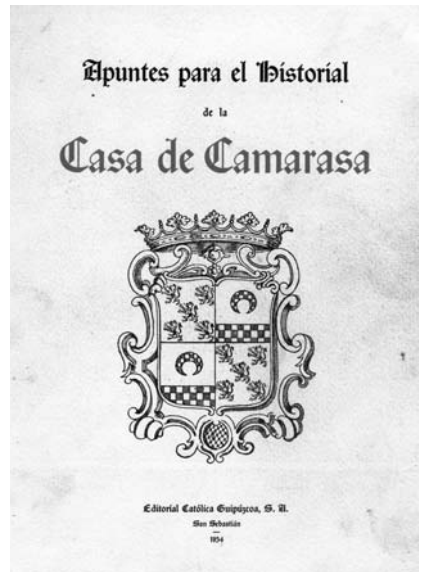 Apuntes para el Historial
de la
Casa de Camarasa
Editorial Católica Guipúzcoa, S. A.
San Sebastián
1934